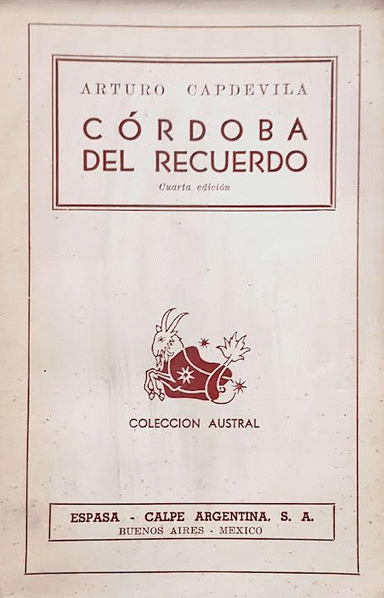 ARTURO CAPDEVILA
CÓRDOBA
DEL RECUERDO
Cuarta edición
COLECCION AUSTRAL
ESPASA - CALPE ARGENTINA, S. A.
BUENOS AIRES - MEXICO